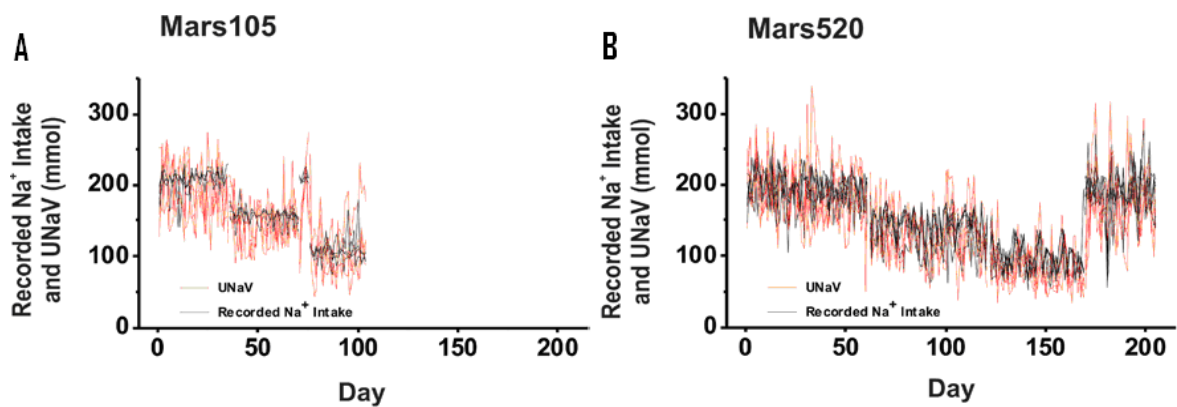 Mars105
Mars520
A
B
Recorded Na+ Intake
and UNaV (mmol)
300
200
100
0
UNaV
Recorded Na+ Intake
0
50
100
150
200
Day
Recorded Na+ Intake
and UNaV (mmol)
300
200
100
0
UNaV
Recorded Na+ Intake
0
50
100
150
200
Day